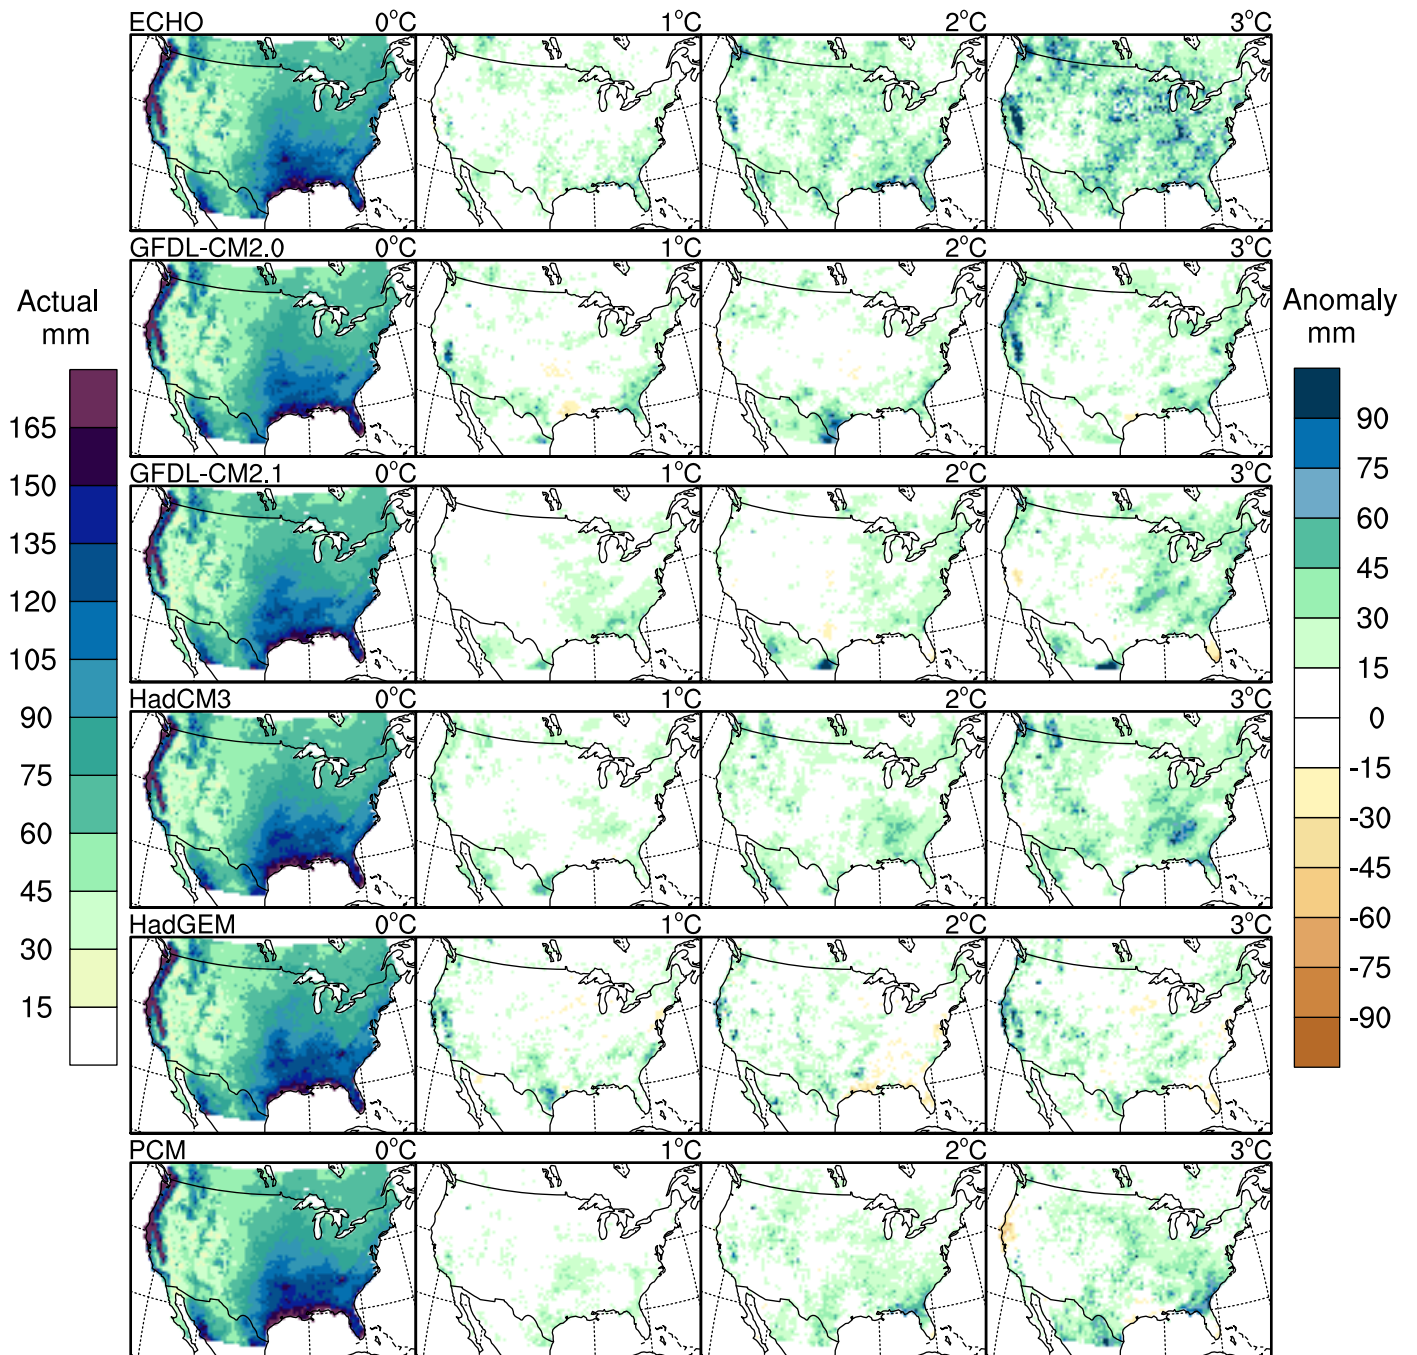 ECHO 0°C 1°C 2°C 3°C
GFDL-CM2.0 0°C 1°C 2°C 3°C
GFDL-CM2.1 0°C 1°C 2°C 3°C
HadCM3 0°C 1°C 2°C 3°C
HadGEM 0°C 1°C 2°C 3°C
PCM 0°C 1°C 2°C 3°C
Actual
mm
165
150
135
120
105
90
75
60
45
30
15
Anomaly
mm
90
75
60
45
30
15
0
-15
-30
-45
-60
-75
-90